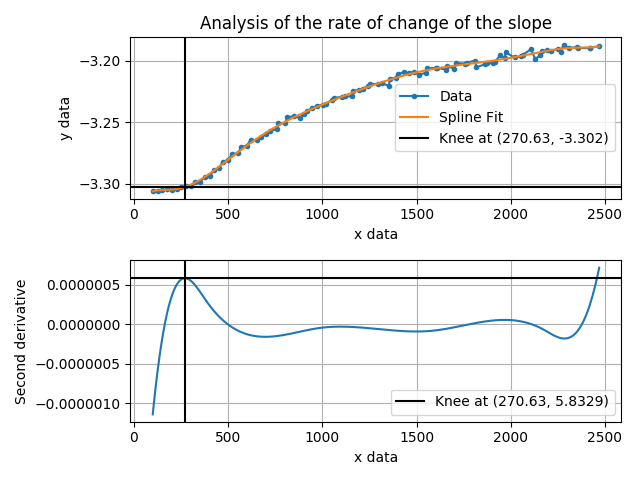 Analysis of the rate of change of the slope
−3.20
−3.25
−3.30
y data
Data
Spline Fit
Knee at (270.63, -3.302)
0 500 1000 1500 2000 2500
x data
0.0000005
0.0000000
−0.0000005
−0.0000010
Second derivative
Knee at (270.63, 5.8329)
0 500 1000 1500 2000 2500
x data